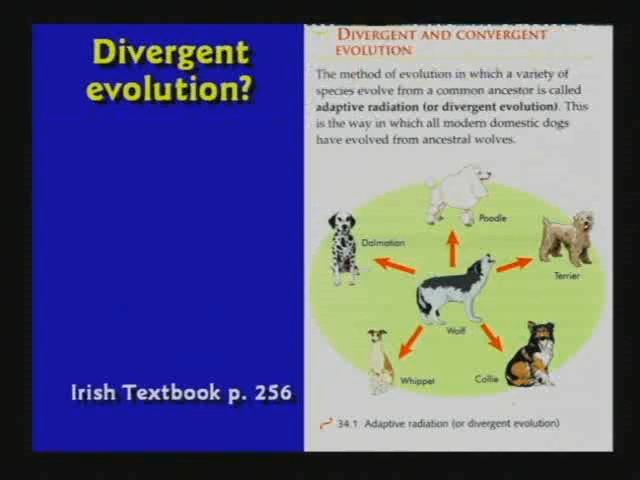 Divergent
evolution?
Irish Textbook p. 256
DIVERGENT AND CONVERGENT
EVOLUTION
The method of evolution in which a variety of
species evolve from a common ancestor is called
adaptive radiation (or divergent evolution). This
is the way in which all modern domestic dogs
have evolved from ancestral wolves.
Poodle
Dalmation
Terrier
Wolf
Whippet
Collie
34.1 Adaptive radiation (or divergent evolution)